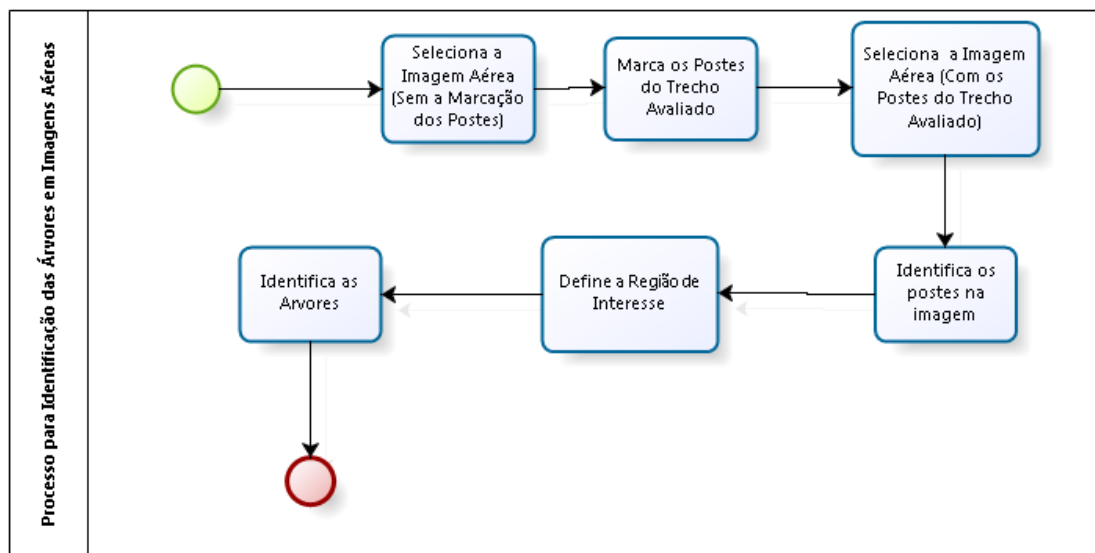 Processo para Identificação das Árvores em Imagens Aéreas
Seleciona a
Imagem Aérea
(Sem a Marcação
dos Postes)
Marca os Postes
do Trecho
Avaliado
Seleciona a Imagem
Aérea (Com os
Postes do Trecho
Avaliado)
Identifica os
postes na
imagem
Define a Região de
Interesse
Identifica as
Arvores